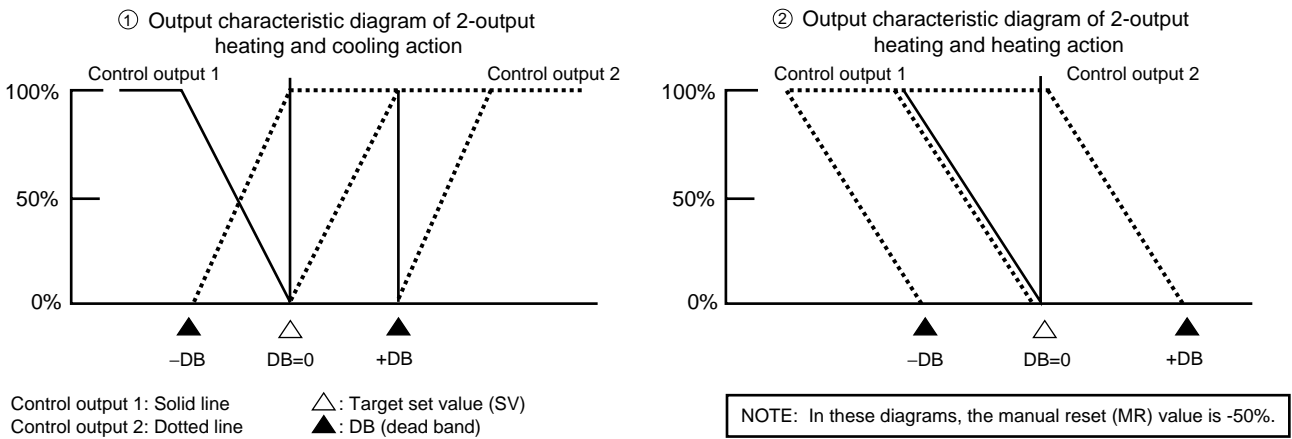 ① Output characteristic diagram of 2-output
heating and cooling action
Control output 1
Control output 2
100%
50%
0%
−DB
DB=0
+DB
② Output characteristic diagram of 2-output
heating and heating action
Control output 1
Control output 2
100%
50%
0%
−DB
DB=0
+DB
Control output 1: Solid line
△: Target set value (SV)
Control output 2: Dotted line
▲: DB (dead band)
NOTE: In these diagrams, the manual reset (MR) value is -50%.